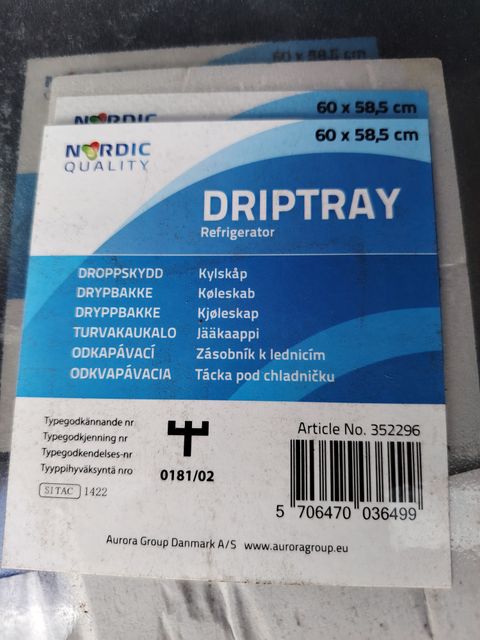 60 x 58,5 cm
NORDIC
60 x 58,5 cm
60 x 58,5 cm
NORDIC
QUALITY
DRIPTRAY
Refrigerator
DROPPSKYDD Kylskåp
DRYPBAKKE Køleskab
DRYPPBAKKE Kjøleskap
TURVAKAUKALO Jääkaappi
ODKAPÁVACÍ Zásobník k lednicím
ODKVAPÁVACIA Tácka pod chladničku
Typegodkännande nr
Typegodkjenning nr
Typegodkendelses-nr
Tyyppihyväksyntä nro
0181/02
SITAC 1422
Article No. 352296
5 706470 036499
Aurora Group Danmark A/S www.auroragroup.eu